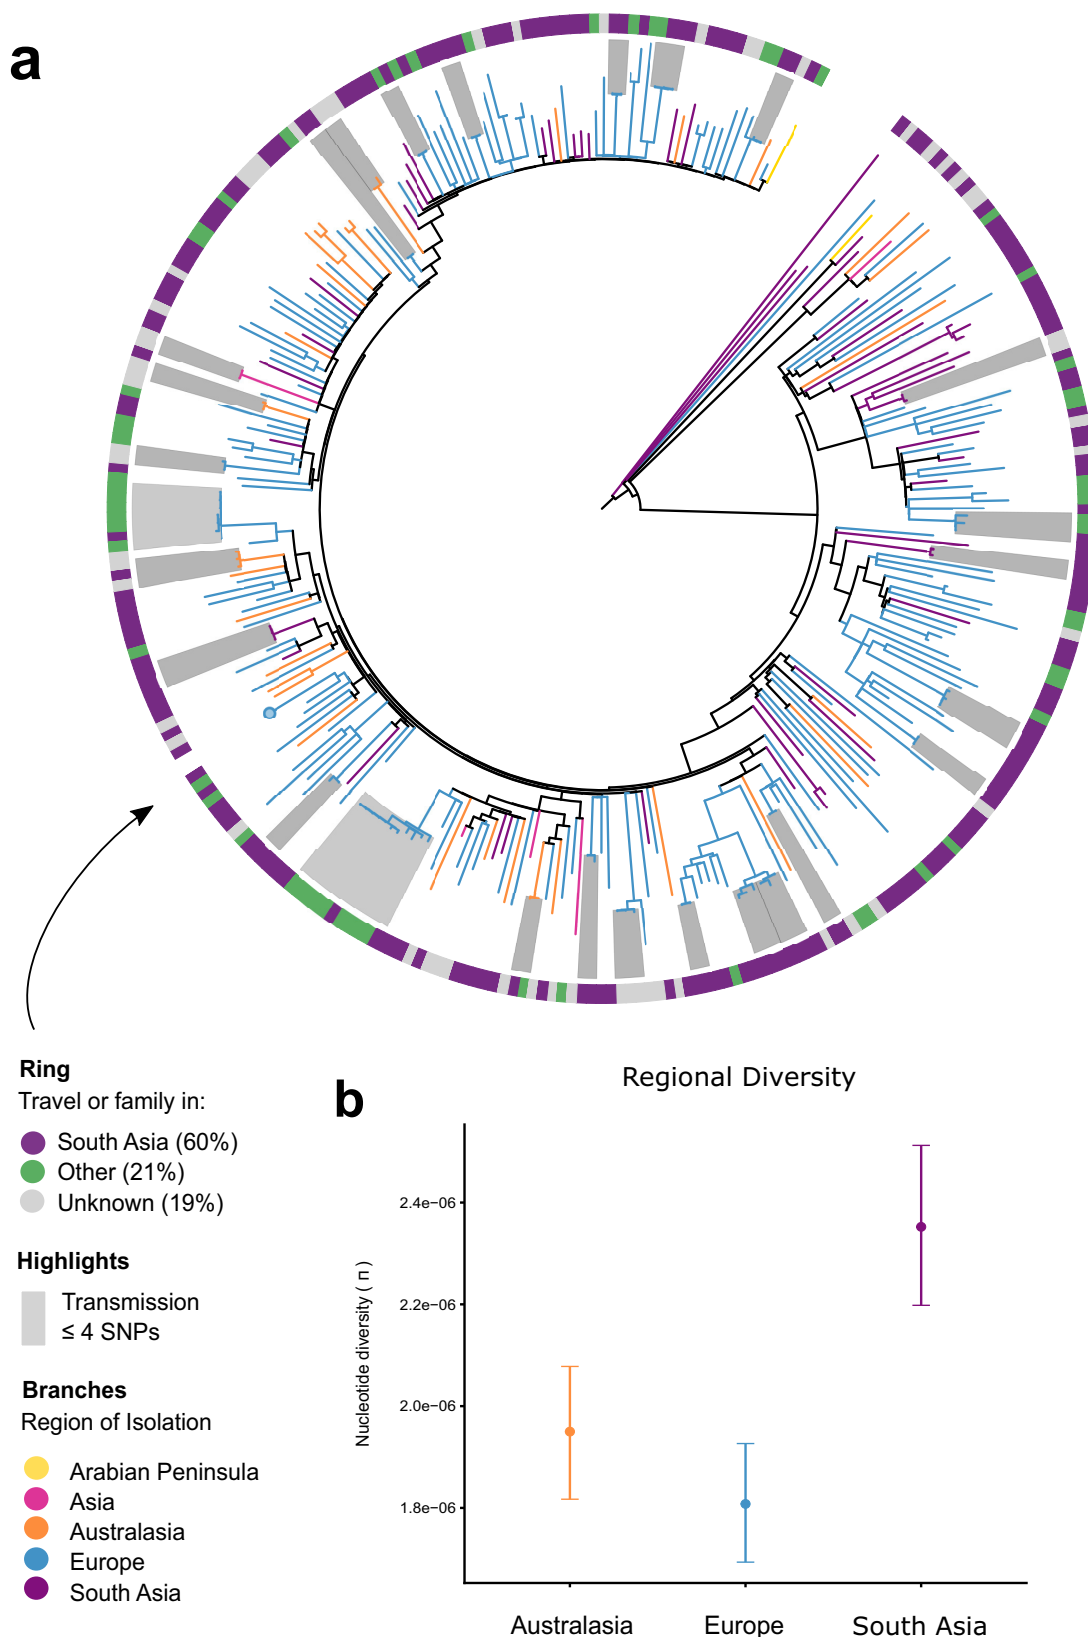 a
Ring
Travel or family in:
South Asia (60%)
Other (21%)
Unknown (19%)
Highlights
Transmission
≤ 4 SNPs
Branches
Region of Isolation
Arabian Peninsula
Asia
Australasia
Europe
South Asia
b
Regional Diversity
Nucleotide diversity ( п )
2.4e−06
2.2e−06
2.0e−06
1.8e−06
Australasia
Europe
South Asia